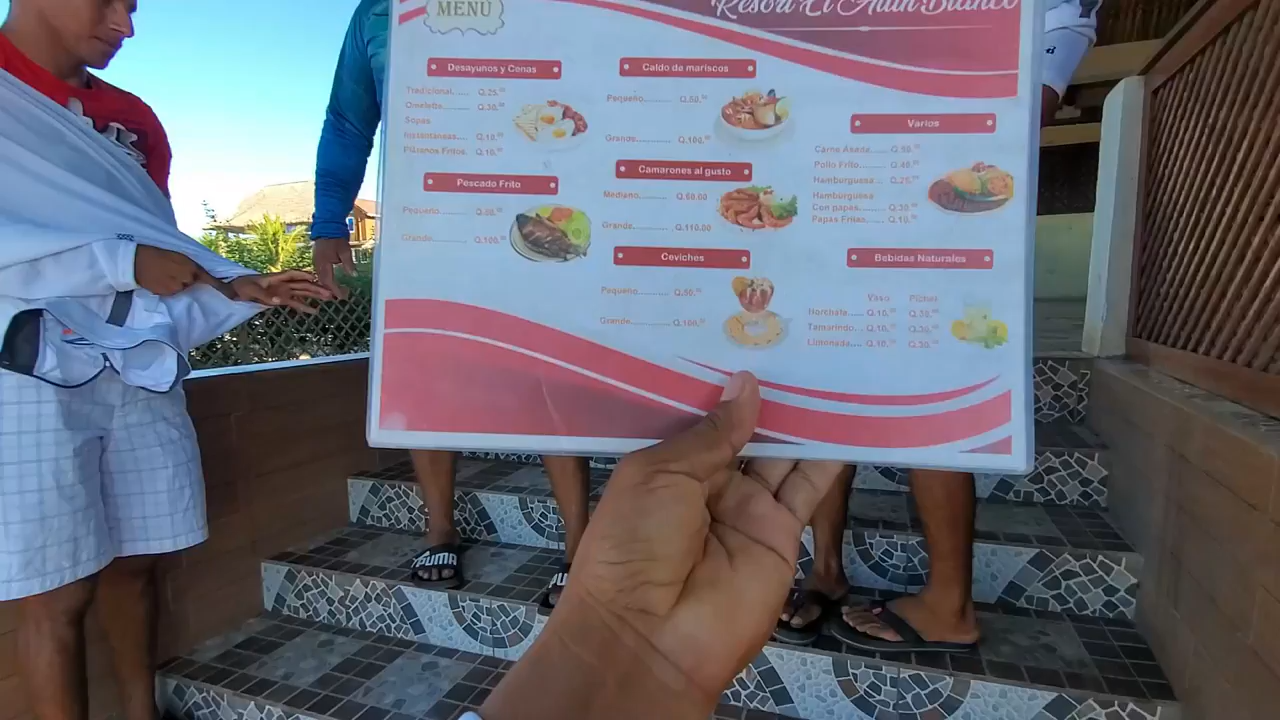 MENÚ
Resort El Atún Blanco
Desayunos y Cenas
Tradicional...... Q.25.00
Omelette........ Q.30.00
Sopas
Instantáneas.... Q.10.00
Plátanos Fritos. Q.10.00
Pescado Frito
Pequeño............ Q.50.00
Grande............. Q.100.00
Caldo de mariscos
Pequeño........... Q.50.00
Grande............ Q.100.00
Camarones al gusto
Mediano........... Q.60.00
Grande............. Q.110.00
Ceviches
Pequeño........... Q.50.00
Grande............. Q.100.00
Varios
Carne Asada..... Q.50.00
Pollo Frito........ Q.40.00
Hamburguesa... Q.25.00
Hamburguesa
Con papas........ Q.30.00
Papas Fritas...... Q.10.00
Bebidas Naturales
Vaso Pichel
Horchata...... Q.10.00 Q.30.00
Tamarindo... Q.10.00 Q.30.00
Limonada.... Q.10.00 Q.30.00
PUMA
PUMA